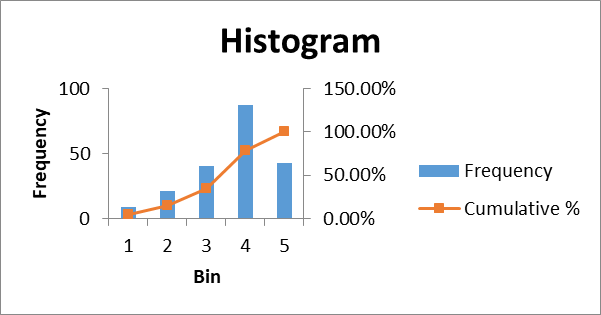 Histogram
Frequency
100
50
0
150.00%
100.00%
50.00%
0.00%
1 2 3 4 5
Bin
Frequency
Cumulative %